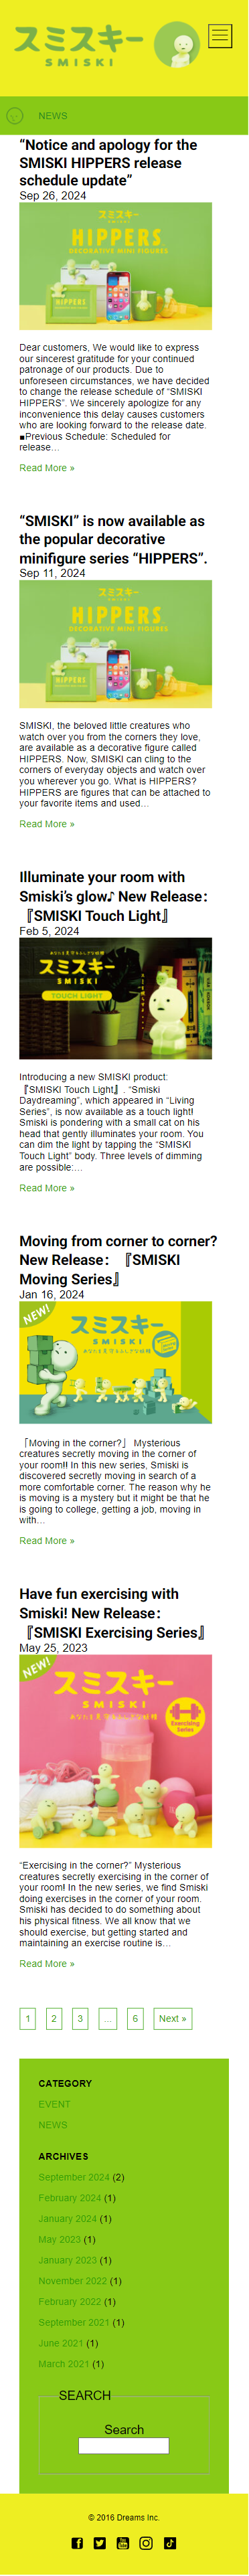 スミスキー
SMISKI
NEWS
“Notice and apology for the
SMISKI HIPPERS release
schedule update”
Sep 26, 2024
スミスキー
SMISKI
HIPPERS
DECORATIVE MINI FIGURES
Dear customers, We would like to express
our sincerest gratitude for your continued
patronage of our products. Due to
unforeseen circumstances, we have decided
to change the release schedule of “SMISKI
HIPPERS”. We sincerely apologize for any
inconvenience this delay causes customers
who are looking forward to the release date.
■Previous Schedule: Scheduled for
release…
Read More »
“SMISKI” is now available as
the popular decorative
minifigure series “HIPPERS”.
Sep 11, 2024
スミスキー
SMISKI
HIPPERS
DECORATIVE MINI FIGURES
SMISKI, the beloved little creatures who
watch over you from the corners they love,
are available as a decorative figure called
HIPPERS. Now, SMISKI can cling to the
corners of everyday objects and watch over
you wherever you go. What is HIPPERS?
HIPPERS are figures that can be attached to
your favorite items and used…
Read More »
Illuminate your room with
Smiski’s glow♪ New Release：
『SMISKI Touch Light』
Feb 5, 2024
スミスキー
TOUCH LIGHT
Introducing a new SMISKI product:
『SMISKI Touch Light』. “Smiski
Daydreaming”, which appeared in “Living
Series”, is now available as a touch light!
Smiski is pondering with a small cat on his
head that gently illuminates your room. You
can dim the light by tapping the “SMISKI
Touch Light” body. Three levels of dimming
are possible:…
Read More »
Moving from corner to corner?
New Release： 『SMISKI
Moving Series』
Jan 16, 2024
NEW!
スミスキー
SMISKI
「Moving in the corner?」 Mysterious
creatures secretly moving in the corner of
your room!! In this new series, Smiski is
discovered secretly moving in search of a
more comfortable corner. The reason why he
is moving is a mystery but it might be that he
is going to college, getting a job, moving in
with…
Read More »
Have fun exercising with
Smiski! New Release：
『SMISKI Exercising Series』
May 25, 2023
NEW!
スミスキー
SMISKI
Exercising
Series
“Exercising in the corner?” Mysterious
creatures secretly exercising in the corner of
your room! In the new series, we find Smiski
doing exercises in the corner of your room.
Smiski has decided to do something about
his physical fitness. We all know that we
should exercise, but getting started and
maintaining an exercise routine is…
Read More »
1 2 3 ... 6 Next »
CATEGORY
EVENT
NEWS
ARCHIVES
September 2024 (2)
February 2024 (1)
January 2024 (1)
May 2023 (1)
January 2023 (1)
November 2022 (1)
February 2022 (1)
September 2021 (1)
June 2021 (1)
March 2021 (1)
SEARCH
Search
© 2016 Dreams Inc.